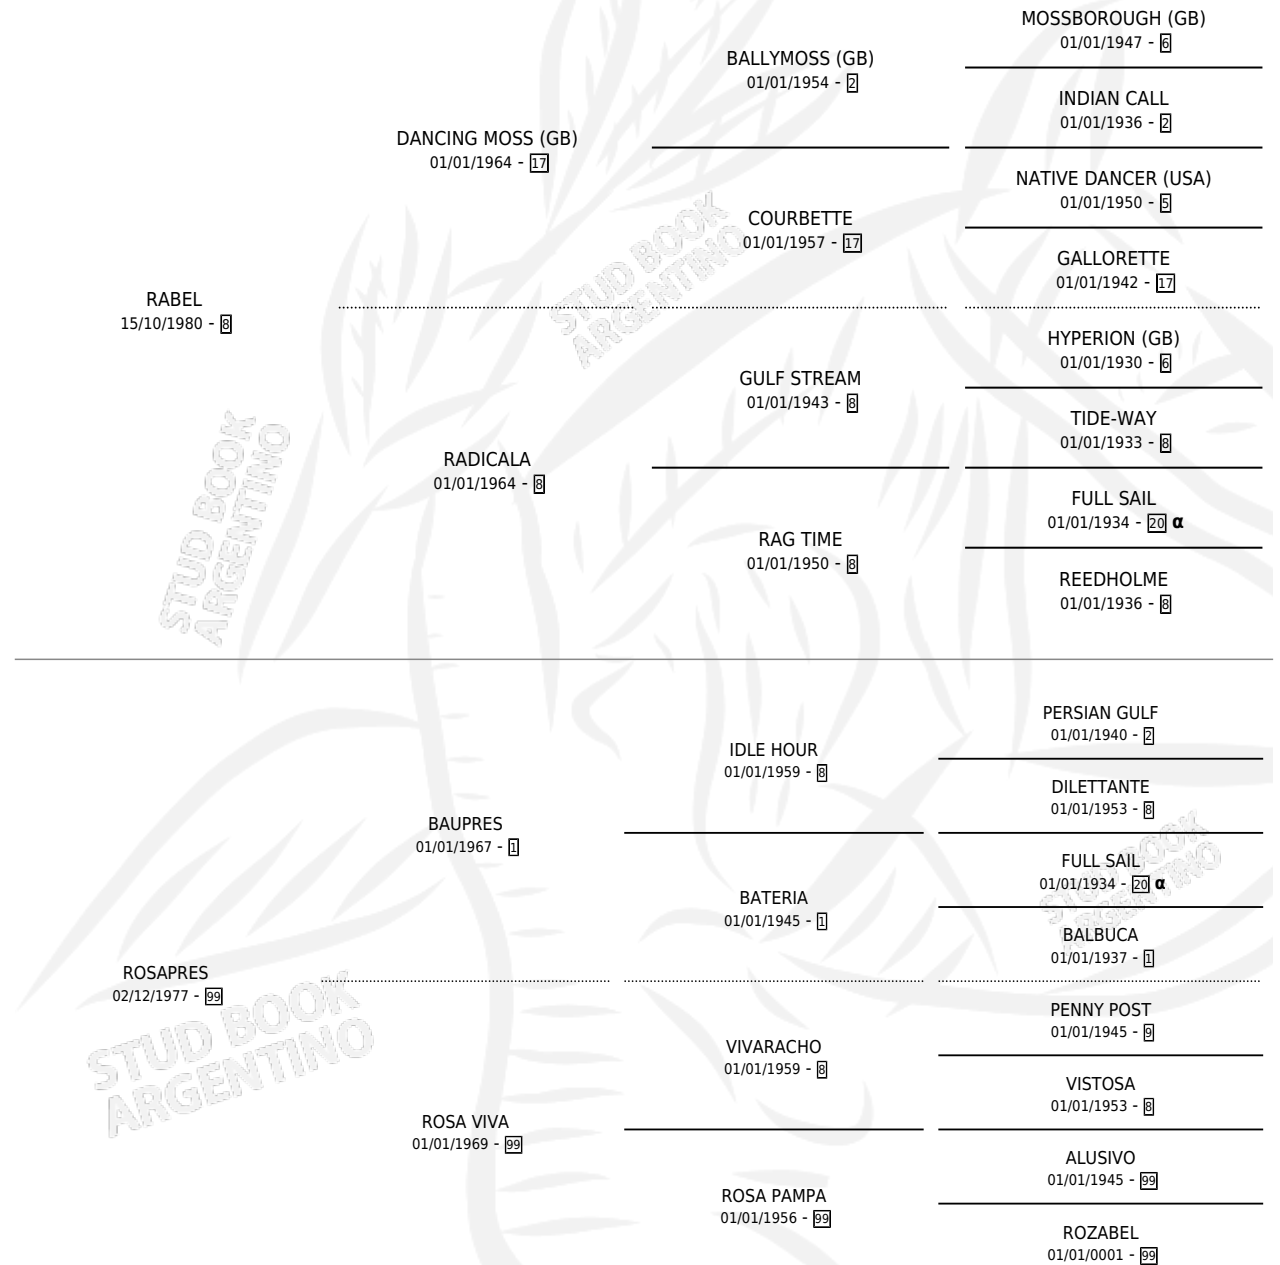 MOSSBOROUGH (GB)
01/01/1947 - 6
BALLYMOSS (GB)
01/01/1954 - 2
INDIAN CALL
01/01/1936 - 2
DANCING MOSS (GB)
01/01/1964 - 17
NATIVE DANCER (USA)
01/01/1950 - 5
COURBETTE
01/01/1957 - 17
GALLORETTE
01/01/1942 - 17
RABEL
15/10/1980 - 8
HYPERION (GB)
01/01/1930 - 6
GULF STREAM
01/01/1943 - 8
TIDE-WAY
01/01/1933 - 8
RADICALA
01/01/1964 - 8
FULL SAIL
01/01/1934 - 20 α
RAG TIME
01/01/1950 - 8
REEDHOLME
01/01/1936 - 8
PERSIAN GULF
01/01/1940 - 2
IDLE HOUR
01/01/1959 - 8
DILETTANTE
01/01/1953 - 8
BAUPRES
01/01/1967 - 1
FULL SAIL
01/01/1934 - 20 α
BATERIA
01/01/1945 - 1
BALBUCA
01/01/1937 - 1
ROSAPRES
02/12/1977 - 99
PENNY POST
01/01/1945 - 9
VIVARACHO
01/01/1959 - 8
VISTOSA
01/01/1953 - 8
ROSA VIVA
01/01/1969 - 99
ALUSIVO
01/01/1945 - 99
ROSA PAMPA
01/01/1956 - 99
ROZABEL
01/01/0001 - 99
STUD BOOK
ARGENTINO
STUD BOOK
ARGENTINO
STUD BOOK
ARGENTINO
STUD BOOK
ARGENTINO